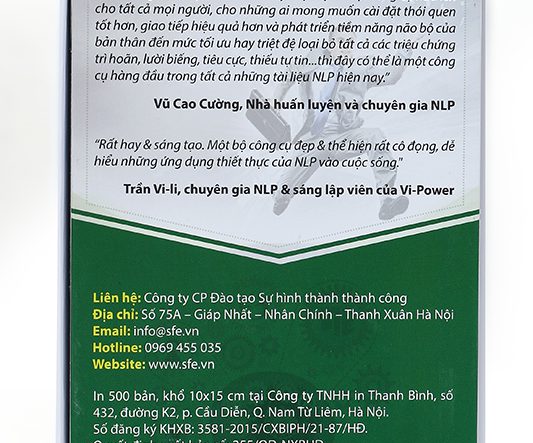 cho tất cả mọi người, cho những ai mong muốn cài đặt thói quen
tốt hơn, giao tiếp hiệu quả hơn và phát triển tiềm năng não bộ của
bản thân đến mức tối ưu hay triệt để loại bỏ tất cả các triệu chứng
trì hoãn, lười biếng, tiêu cực, thiếu tự tin...thì đây có thể là một công
cụ hàng đầu trong tất cả những tài liệu NLP hiện nay."
Vũ Cao Cường, Nhà huấn luyện và chuyên gia NLP
"Rất hay & sáng tạo. Một bộ công cụ đẹp & thể hiện rất cô đọng, dễ
hiểu những ứng dụng thiết thực của NLP vào cuộc sống."
Trần Vi-li, chuyên gia NLP & sáng lập viên của Vi-Power
Liên hệ: Công ty CP Đào tạo Sự hình thành thành công
Địa chỉ: Số 75A – Giáp Nhất – Nhân Chính – Thanh Xuân Hà Nội
Email: info@sfe.vn
Hotline: 0969 455 035
Website: www.sfe.vn
In 500 bản, khổ 10x15 cm tại Công ty TNHH in Thanh Bình, số
432, đường K2, p. Cầu Diễn, Q. Nam Từ Liêm, Hà Nội.
Số đăng ký KHXB: 3581-2015/CXBIPH/21-87/HĐ.